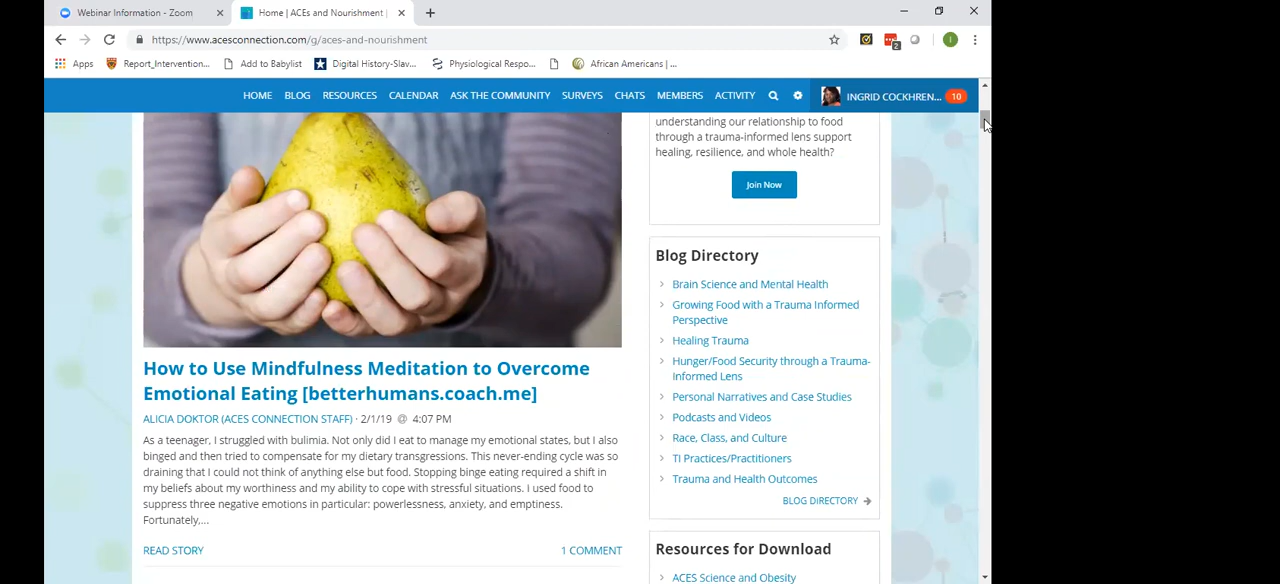 Webinar Information - Zoom
Home | ACEs and Nourishment |
https://www.acesconnection.com/g/aces-and-nourishment
2
I
Apps
Report_Intervention...
Add to Babylist
Digital History-Slav...
Physiological Respo...
African Americans | ...
HOME BLOG RESOURCES CALENDAR ASK THE COMMUNITY SURVEYS CHATS MEMBERS ACTIVITY INGRID COCKHREN... 10
understanding our relationship to food
through a trauma-informed lens support
healing, resilience, and whole health?
Join Now
How to Use Mindfulness Meditation to Overcome
Emotional Eating [betterhumans.coach.me]
ALICIA DOKTOR (ACES CONNECTION STAFF) · 2/1/19 @ 4:07 PM
As a teenager, I struggled with bulimia. Not only did I eat to manage my emotional states, but I also
binged and then tried to compensate for my dietary transgressions. This never-ending cycle was so
draining that I could not think of anything else but food. Stopping binge eating required a shift in
my beliefs about my worthiness and my ability to cope with stressful situations. I used food to
suppress three negative emotions in particular: powerlessness, anxiety, and emptiness.
Fortunately,...
READ STORY
1 COMMENT
Blog Directory
Brain Science and Mental Health
Growing Food with a Trauma Informed
Perspective
Healing Trauma
Hunger/Food Security through a Trauma-
Informed Lens
Personal Narratives and Case Studies
Podcasts and Videos
Race, Class, and Culture
TI Practices/Practitioners
Trauma and Health Outcomes
BLOG DIRECTORY
Resources for Download
ACES Science and Obesity